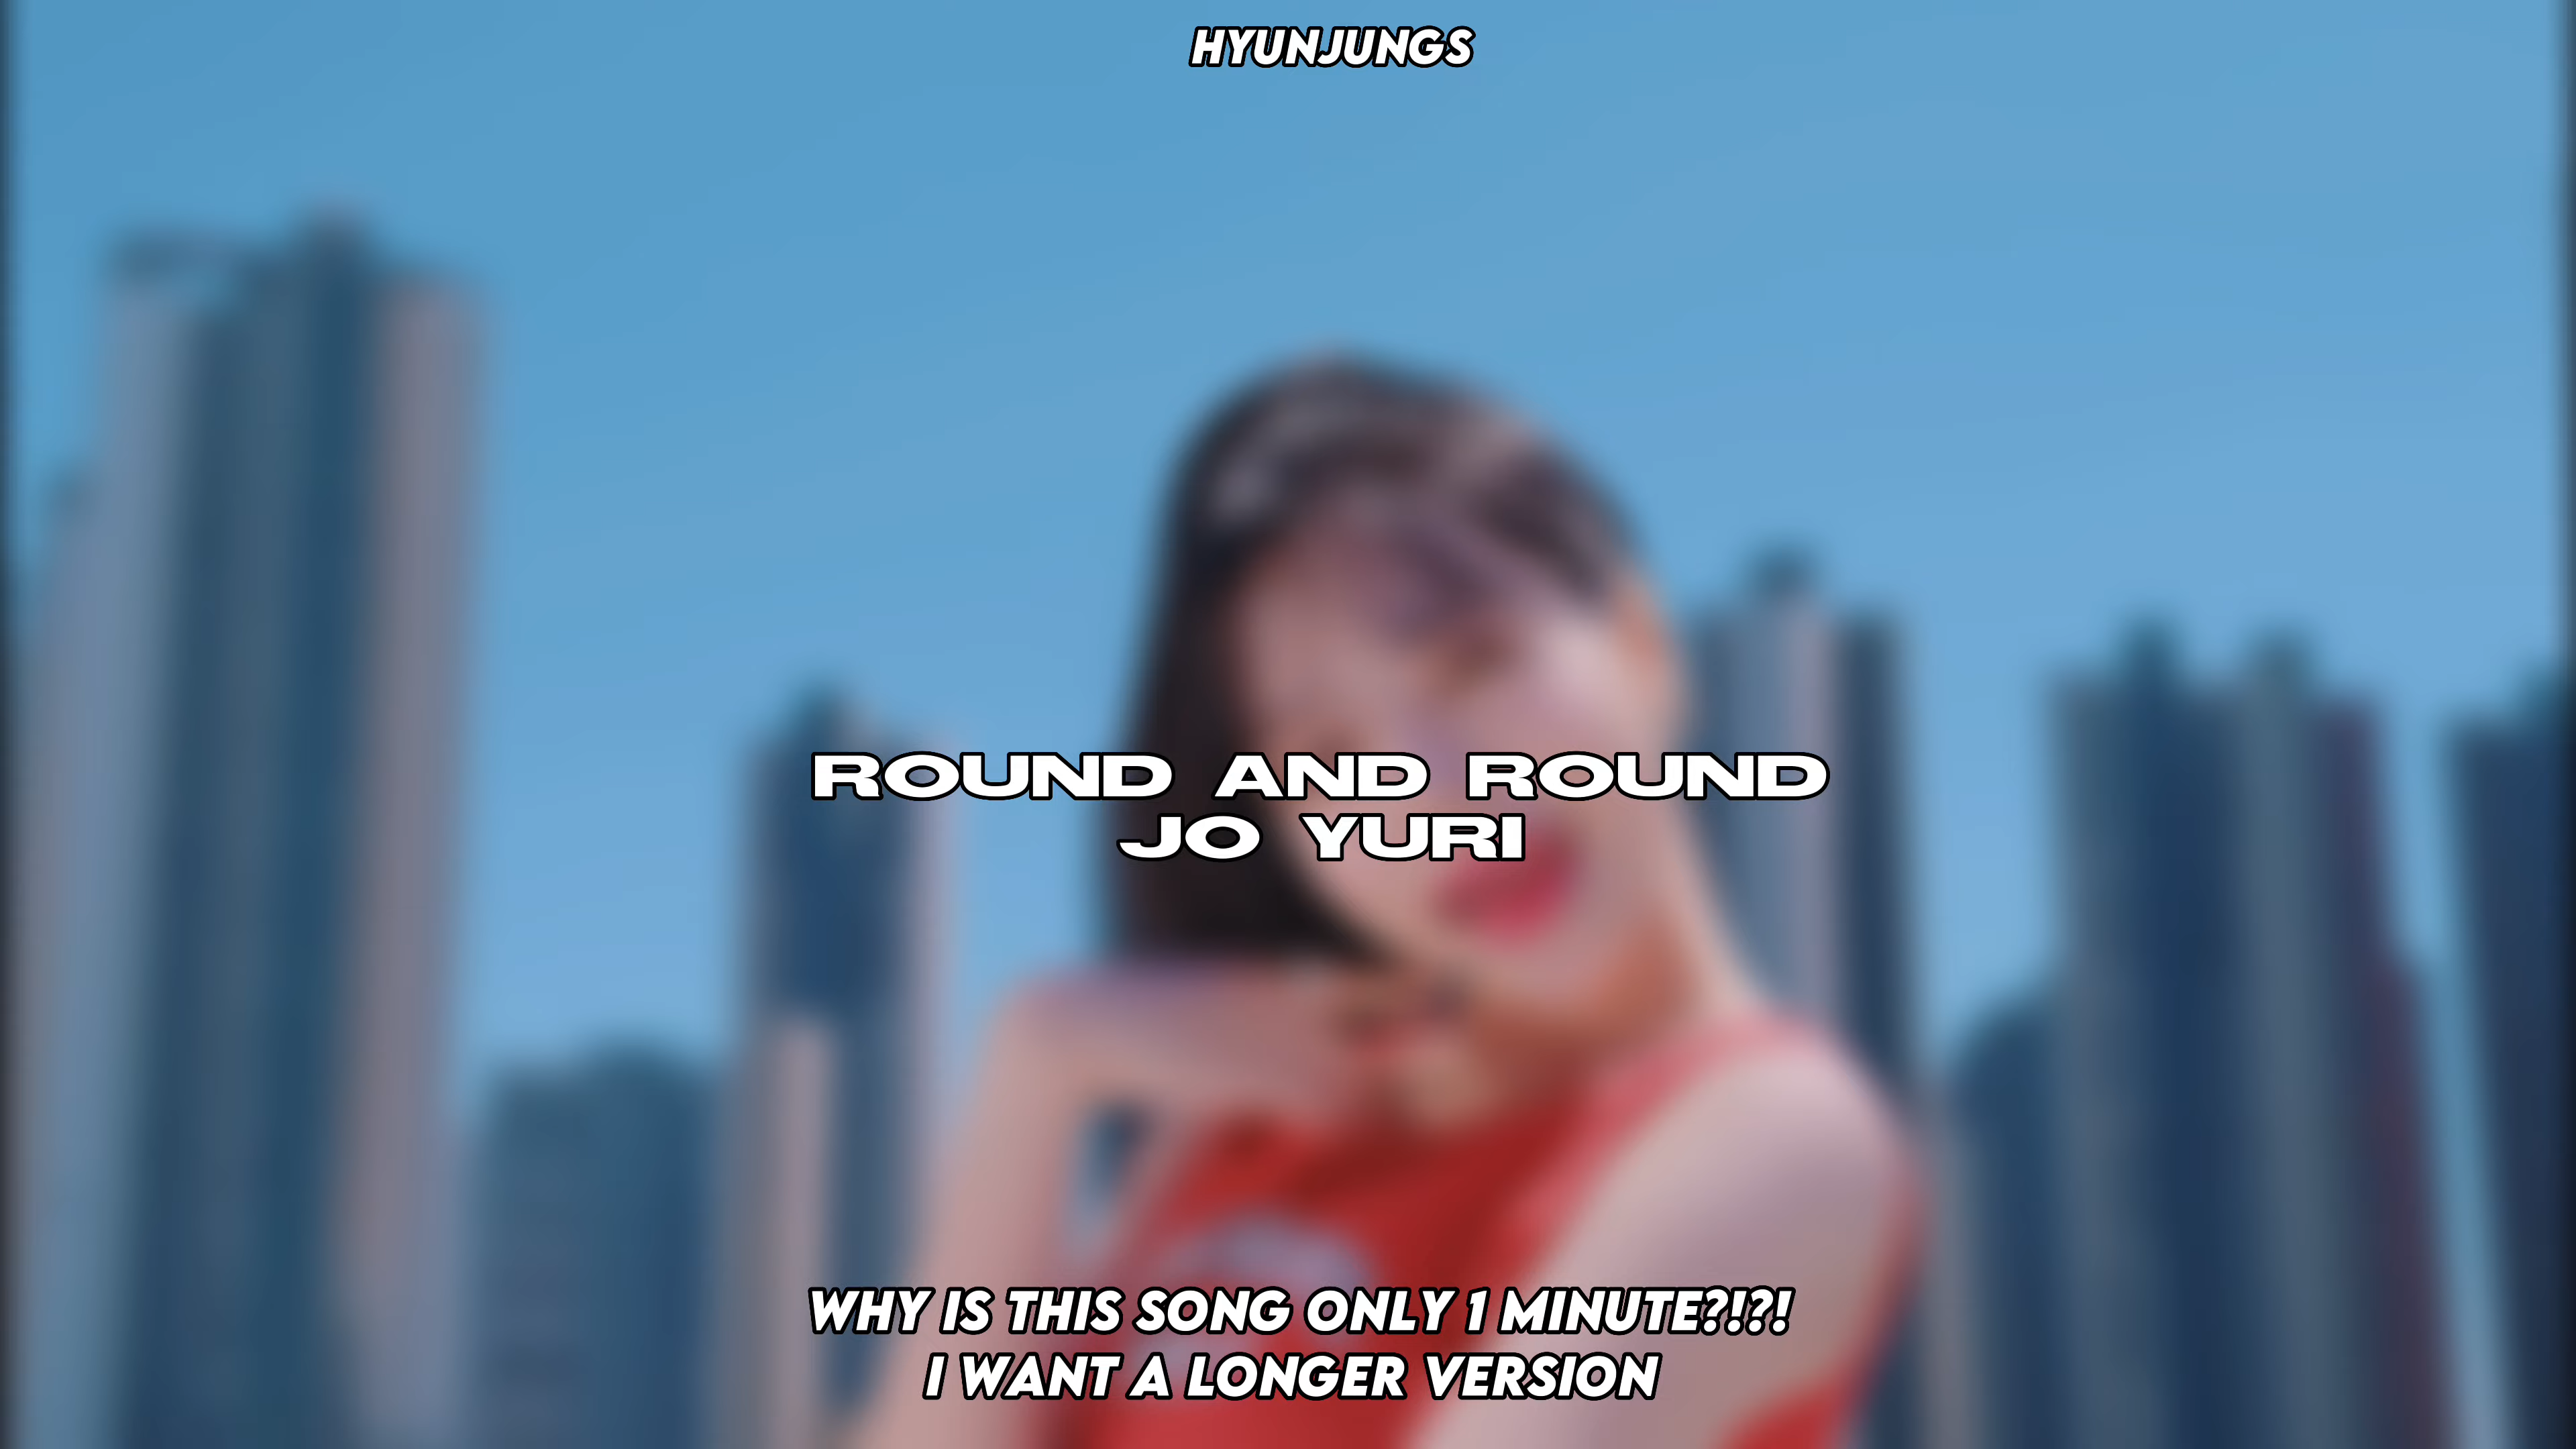 HYUNJUNGS
ROUND AND ROUND
JO YURI
WHY IS THIS SONG ONLY 1 MINUTE?!?!
I WANT A LONGER VERSION